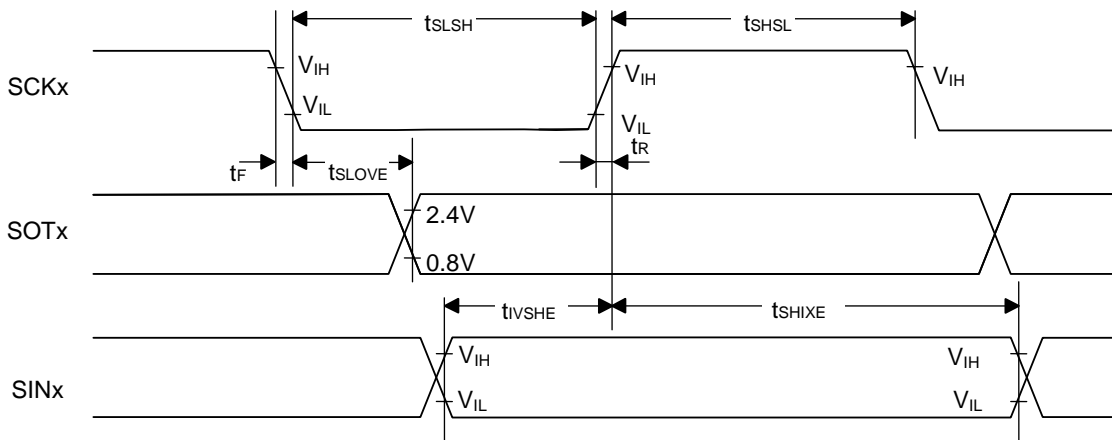 tSLSH tSHSL
SCKx VIH VIL VIH VIL VIH
tF tSLOVE tR
SOTx 2.4V
0.8V
tIVSHE tSHIXE
SINx VIH VIH
VIL VIL